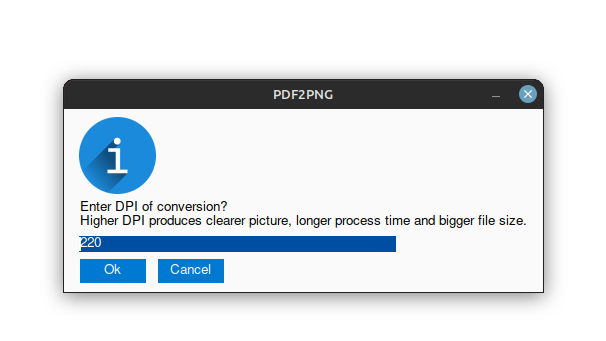 PDF2PNG
Enter DPI of conversion?
Higher DPI produces clearer picture, longer process time and bigger file size.
220
Ok Cancel